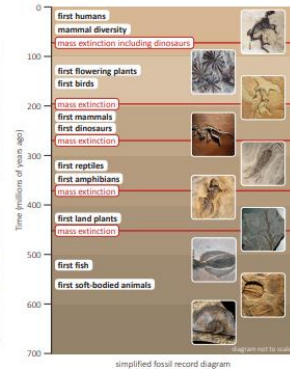 0
first humans
mammal diversity
mass extinction including dinosaurs
100
first flowering plants
first birds
200
mass extinction
first mammals
first dinosaurs
mass extinction
300
first reptiles
first amphibians
mass extinction
400
first land plants
mass extinction
500
first fish
first soft-bodied animals
600
700
Time (millions of years ago)
diagram not to scale
simplified fossil record diagram